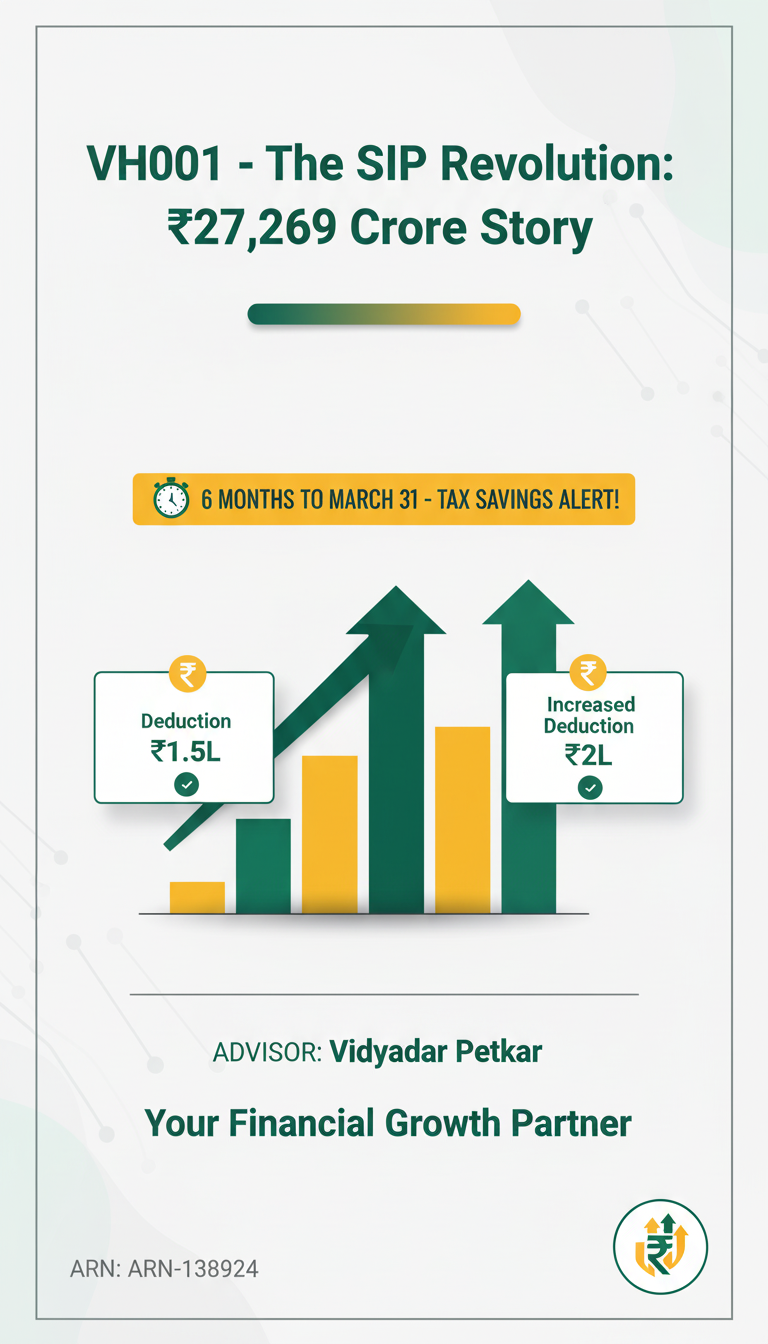 VH001 - The SIP Revolution:
₹27,269 Crore Story
6 MONTHS TO MARCH 31 - TAX SAVINGS ALERT!
₹
Deduction
₹1.5L
₹
Increased
Deduction
₹2L
ADVISOR: Vidyadar Petkar
Your Financial Growth Partner
₹
ARN: ARN-138924